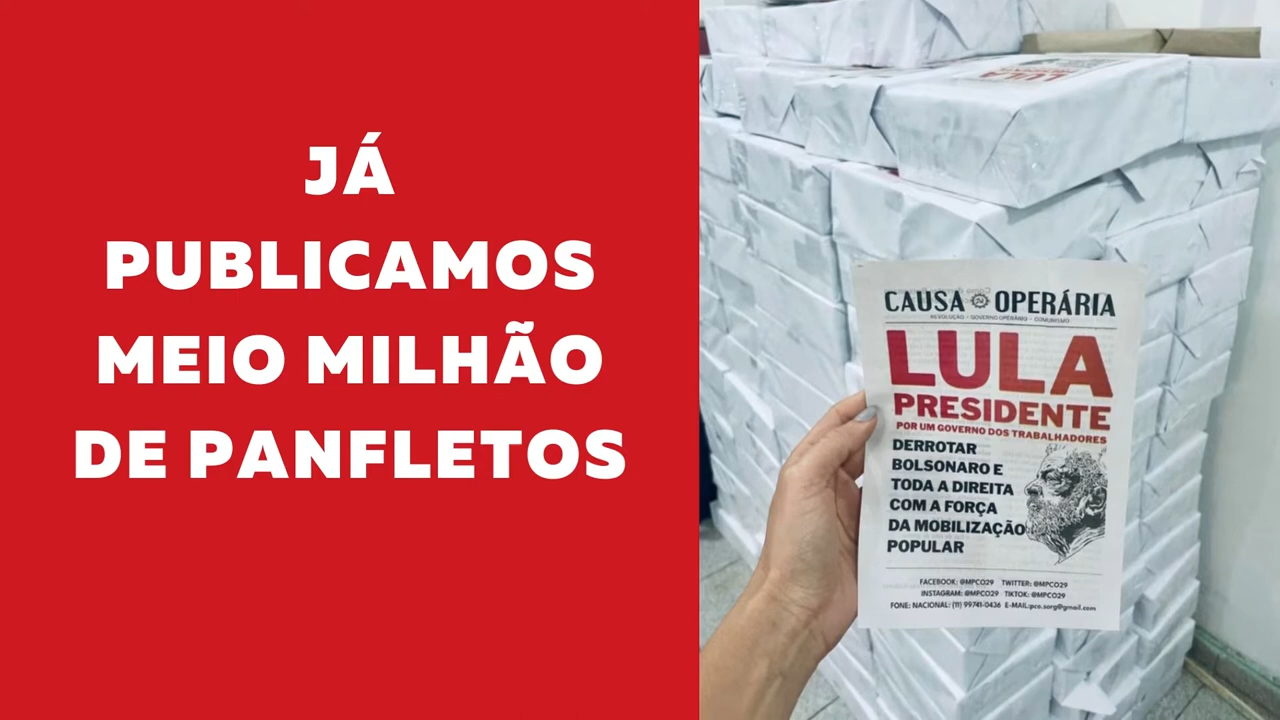 JÁ
PUBLICAMOS
MEIO MILHÃO
DE PANFLETOS
LULA
CAUSA OPERÁRIA
REVOLUÇÃO - GOVERNO OPERÁRIO - COMUNISMO
LULA
PRESIDENTE
POR UM GOVERNO DOS TRABALHADORES
DERROTAR
BOLSONARO E
TODA A DIREITA
COM A FORÇA
DA MOBILIZAÇÃO
POPULAR
FACEBOOK: @MPCO29 TWITTER: @MPCO29
INSTAGRAM: @MPCO29 TIKTOK: @MPCO29
FONE: NACIONAL: (11) 99741-0436 E-MAIL:pco.sorg@gmail.com